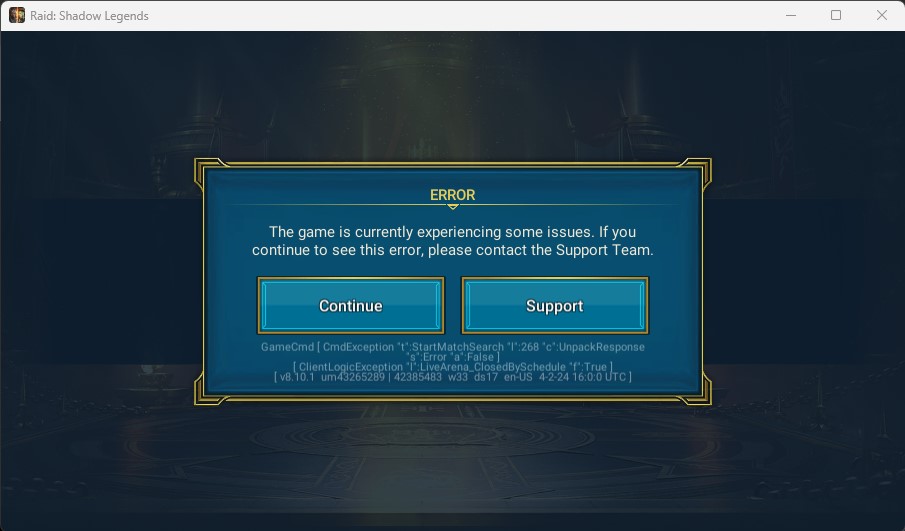 Raid: Shadow Legends
ERROR
The game is currently experiencing some issues. If you
continue to see this error, please contact the Support Team.
Continue
Support
GameCmd [ CmdException "t":StartMatchSearch "l":268 "c":UnpackResponse
"s":Error "a":False ]
[ ClientLogicException "l":LiveArena_ClosedBySchedule "f":True ]
[ v8.10.1 um43265289 | 42385483 w33 ds17 en-US 4-2-24 16:0:0 UTC ]